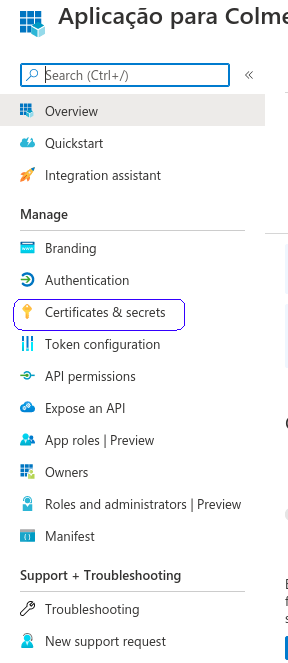 Aplicação para Colme
Search (Ctrl+/)
Overview
Quickstart
Integration assistant
Manage
Branding
Authentication
Certificates & secrets
Token configuration
API permissions
Expose an API
App roles | Preview
Owners
Roles and administrators | Preview
Manifest
Support + Troubleshooting
Troubleshooting
New support request